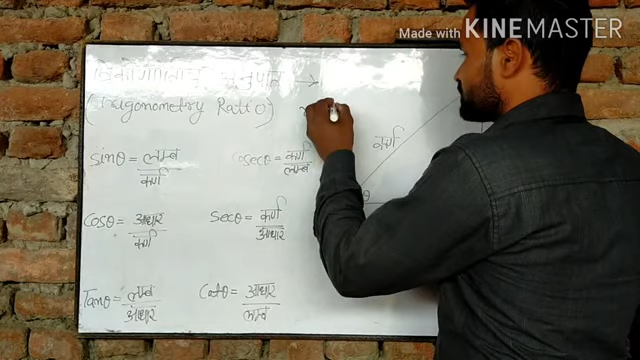 Made with KINEMASTER
त्रिकोणमितीय अनुपात →
(Trigonometry Ratio)
sinθ = लम्ब / कर्ण
cosecθ = कर्ण / लम्ब
कर्ण
θ
cosθ = आधार / कर्ण
secθ = कर्ण / आधार
Tanθ = लम्ब / आधार
Cotθ = आधार / लम्ब